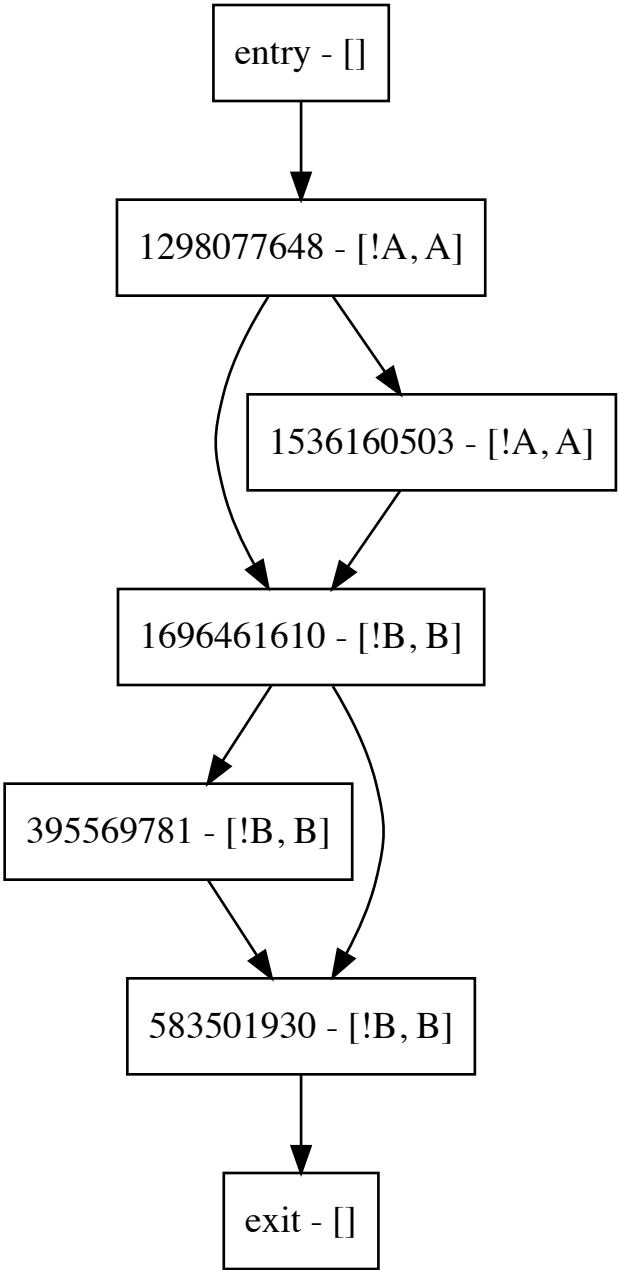 entry - []
1298077648 - [!A, A]
1536160503 - [!A, A]
1696461610 - [!B, B]
395569781 - [!B, B]
583501930 - [!B, B]
exit - []